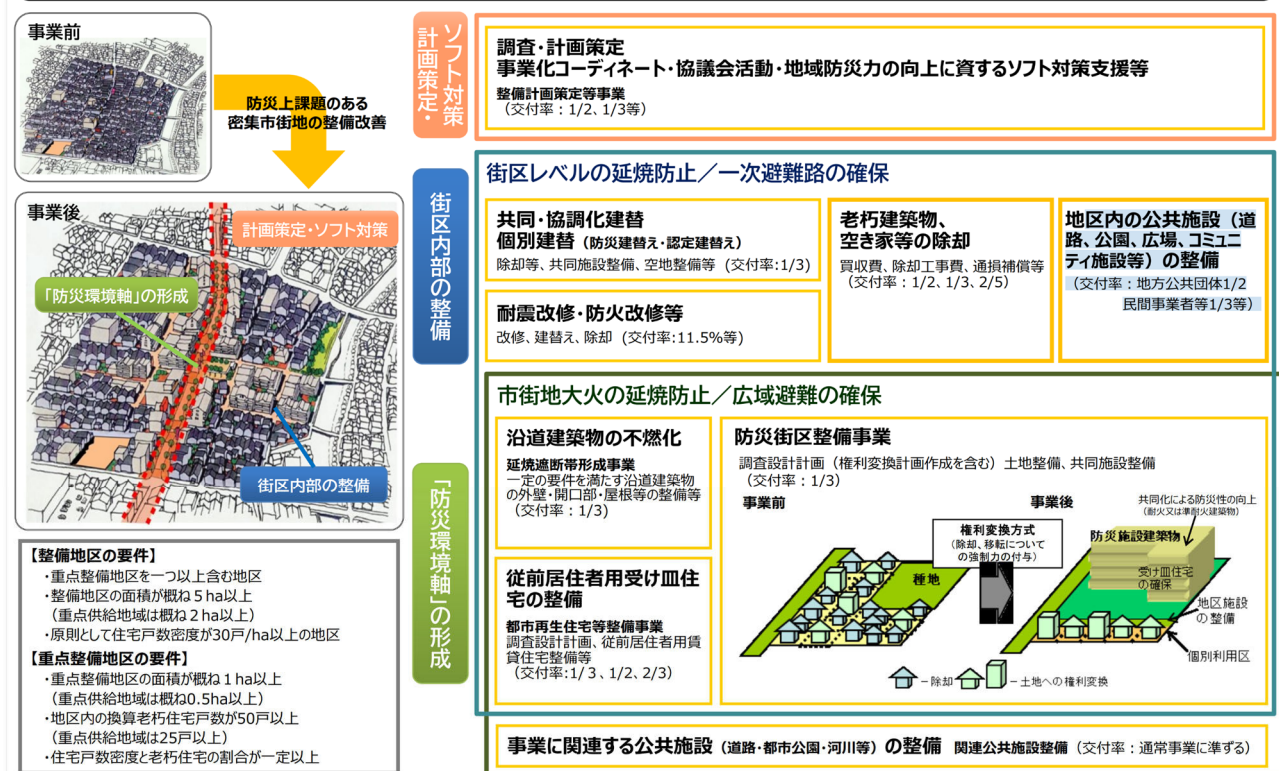 事業前
防災上課題のある
密集市街地の整備改善
事業後
計画策定・ソフト対策
「防災環境軸」の形成
街区内部の整備
【整備地区の要件】
・重点整備地区を一つ以上含む地区
・整備地区の面積が概ね5ha以上
（重点供給地域は概ね2ha以上）
・原則として住宅戸数密度が30戸/ha以上の地区
【重点整備地区の要件】
・重点整備地区の面積が概ね1ha以上
（重点供給地域は概ね0.5ha以上）
・地区内の換算老朽住宅戸数が50戸以上
（重点供給地域は25戸以上）
・住宅戸数密度と老朽住宅の割合が一定以上
計画策定・
ソフト対策
調査・計画策定
事業化コーディネート・協議会活動・地域防災力の向上に資するソフト対策支援等
整備計画策定等事業
（交付率：1/2、1/3等）
街区内部の整備
街区レベルの延焼防止／一次避難路の確保
共同・協調化建替
個別建替（防災建替え・認定建替え）
除却等、共同施設整備、空地整備等（交付率:1/3）
耐震改修・防火改修等
改修、建替え、除却（交付率:11.5%等）
老朽建築物、
空き家等の除却
買収費、除却工事費、通損補償等
（交付率：1/2、1/3、2/5）
地区内の公共施設（道
路、公園、広場、コミュニ
ティ施設等）の整備
（交付率：地方公共団体1/2
民間事業者等1/3等）
「防災環境軸」の形成
市街地大火の延焼防止／広域避難の確保
沿道建築物の不燃化
延焼遮断帯形成事業
一定の要件を満たす沿道建築物
の外壁・開口部・屋根等の整備等
（交付率：1/3）
従前居住者用受け皿住
宅の整備
都市再生住宅等整備事業
調査設計計画、従前居住者用賃
貸住宅整備等
（交付率:1/3、1/2、2/3）
防災街区整備事業
調査設計計画（権利変換計画作成を含む）土地整備、共同施設整備
（交付率：1/3）
事業前
種地
権利変換方式
（除却、移転について
の強制力の付与）
事業後
共同化による防災性の向上
（耐火又は準耐火建築物）
防災施設建築物
受け皿住宅
の確保
地区施設
の整備
個別利用区
－除却
－土地への権利変換
事業に関連する公共施設（道路・都市公園・河川等）の整備 関連公共施設整備（交付率：通常事業に準ずる）